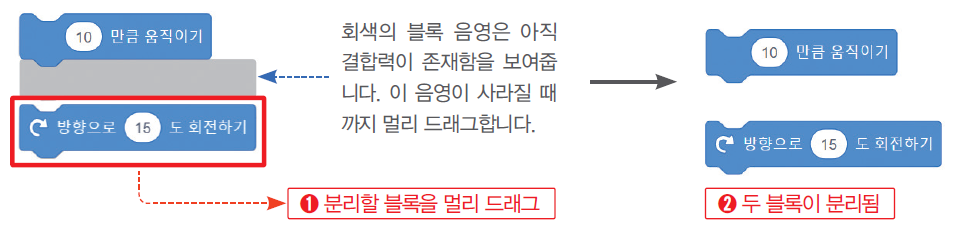 10 만큼 움직이기
방향으로 15 도 회전하기
회색의 블록 음영은 아직
결합력이 존재함을 보여줍
니다. 이 음영이 사라질 때
까지 멀리 드래그합니다.
❶ 분리할 블록을 멀리 드래그
10 만큼 움직이기
방향으로 15 도 회전하기
❷ 두 블록이 분리됨